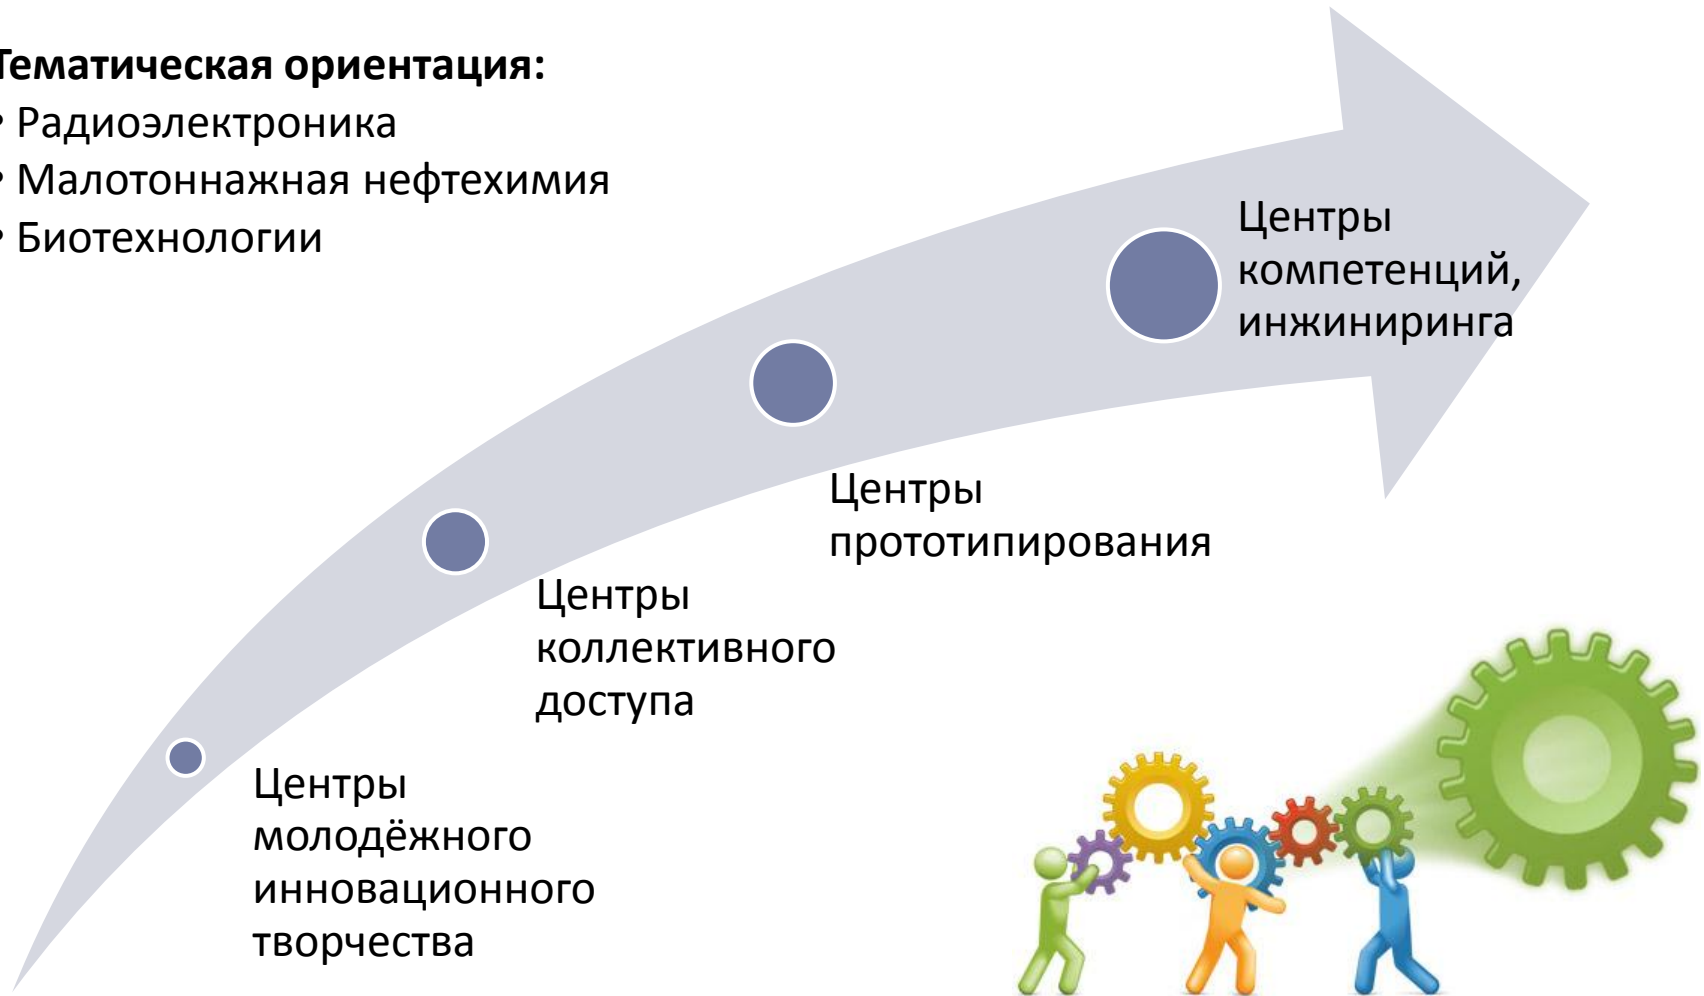 Тематическая ориентация:
• Радиоэлектроника
• Малотоннажная нефтехимия
• Биотехнологии
Центры
компетенций,
инжиниринга
Центры
прототипирования
Центры
коллективного
доступа
Центры
молодёжного
инновационного
творчества